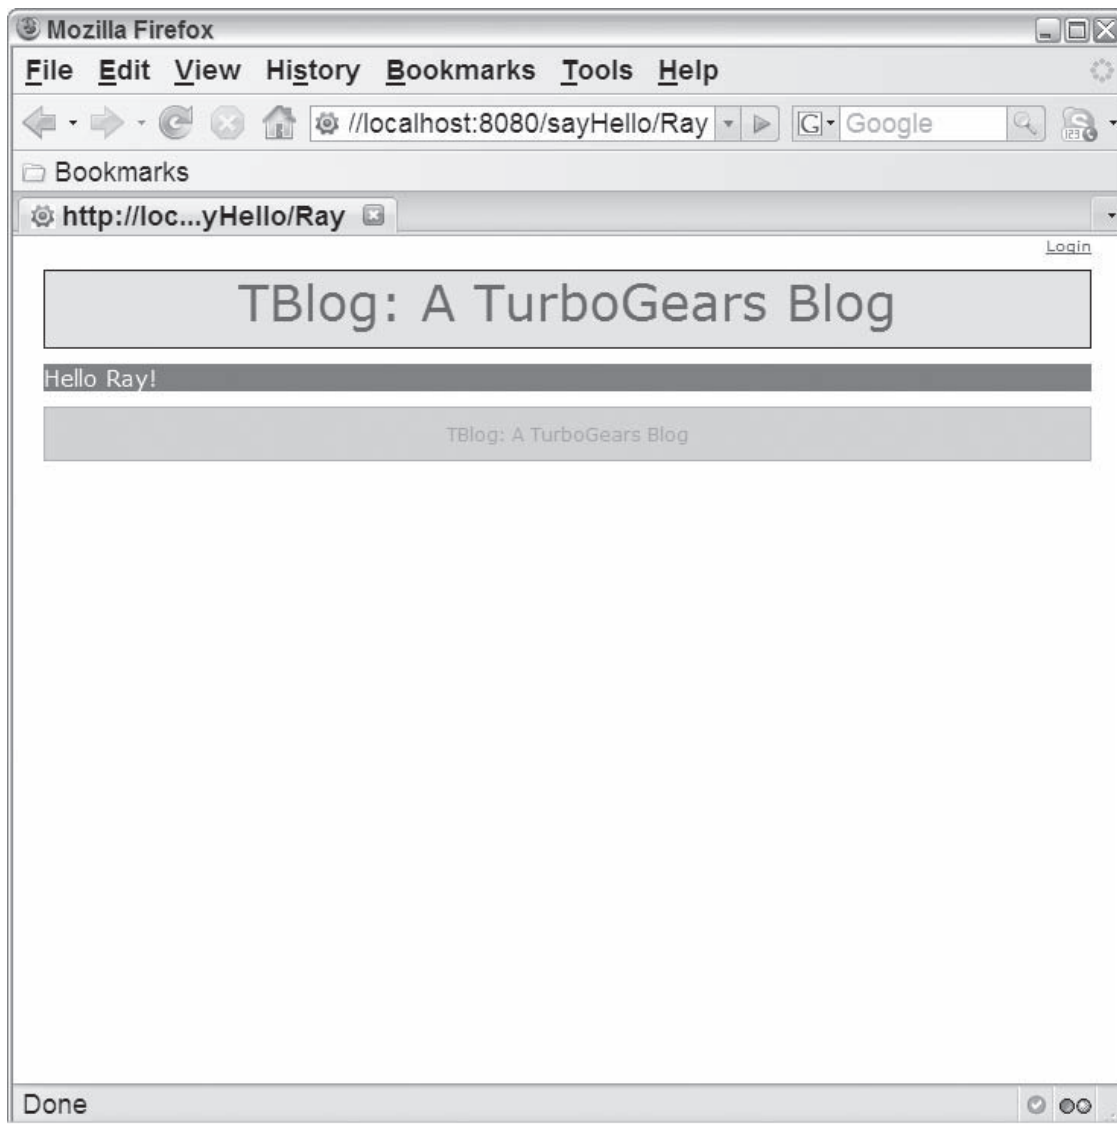 Mozilla Firefox
File Edit View History Bookmarks Tools Help
//localhost:8080/sayHello/Ray G Google
Bookmarks
http://loc...yHello/Ray
Login
TBlog: A TurboGears Blog
Hello Ray!
TBlog: A TurboGears Blog
Done